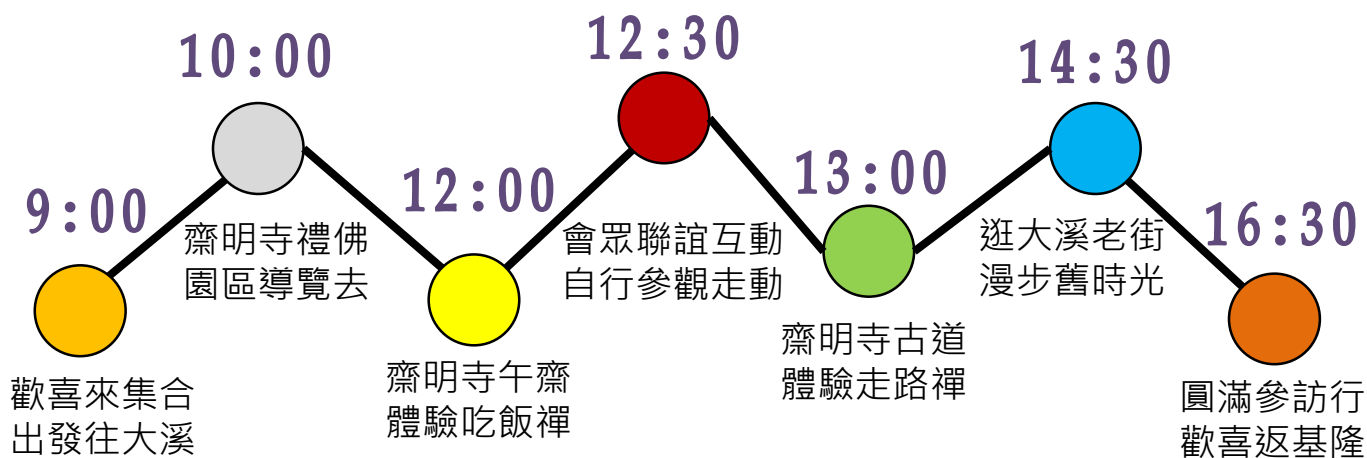 9:00
歡喜來集合
出發往大溪
10:00
齋明寺禮佛
園區導覽去
12:00
齋明寺午齋
體驗吃飯禪
12:30
會眾聯誼互動
自行參觀走動
13:00
齋明寺古道
體驗走路禪
14:30
逛大溪老街
漫步舊時光
16:30
圓滿參訪行
歡喜返基隆